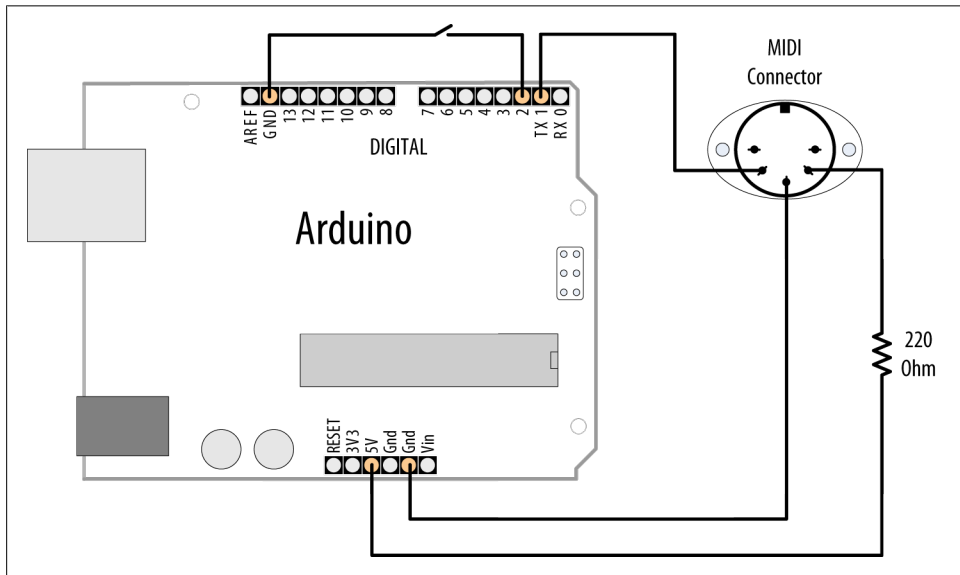 MIDI
Connector
AREF
GND
13
12
11
10
9
8
7
6
5
4
3
2
TX 1
RX 0
DIGITAL
Arduino
220
Ohm
RESET
3V3
5V
Gnd
Gnd
Vin